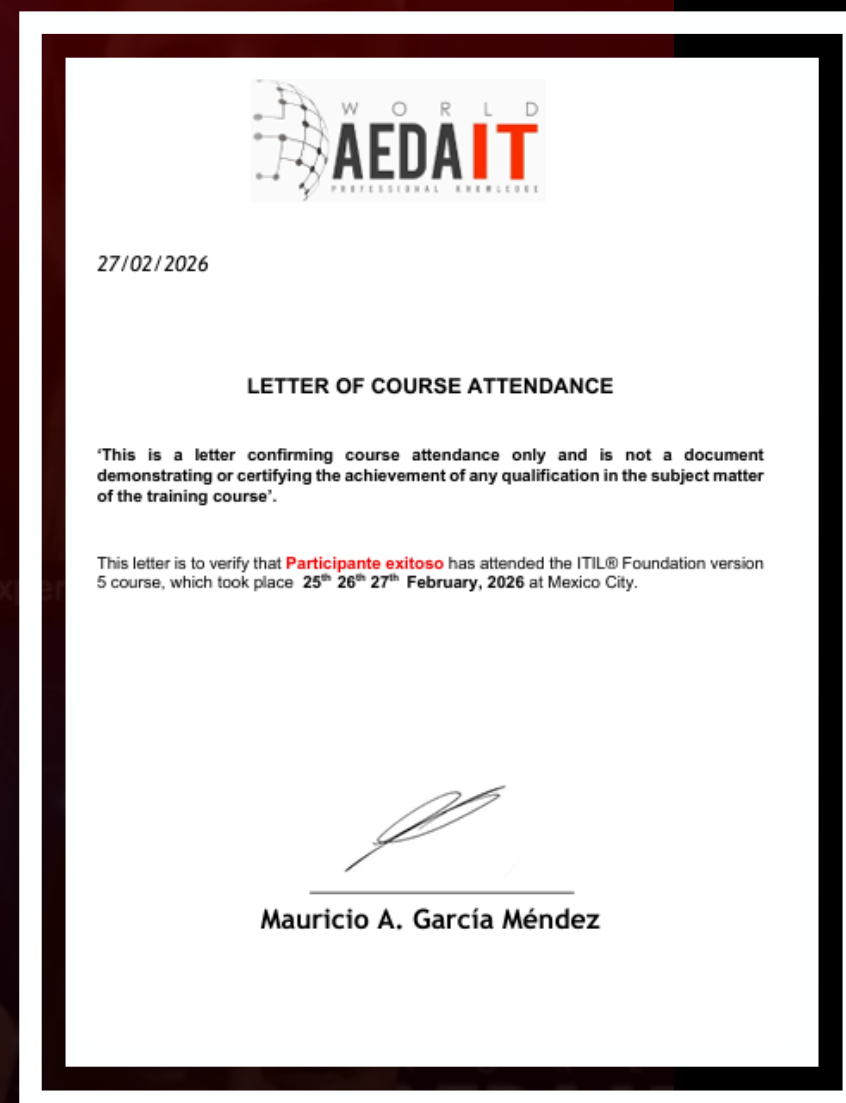 WORLD
AEDAIT
PROFESSIONAL KNOWLEDGE
27/02/2026
LETTER OF COURSE ATTENDANCE
‘This is a letter confirming course attendance only and is not a document
demonstrating or certifying the achievement of any qualification in the subject matter
of the training course’.
This letter is to verify that Participante exitoso has attended the ITIL® Foundation version
5 course, which took place 25th 26th 27th February, 2026 at Mexico City.
Mauricio A. García Méndez